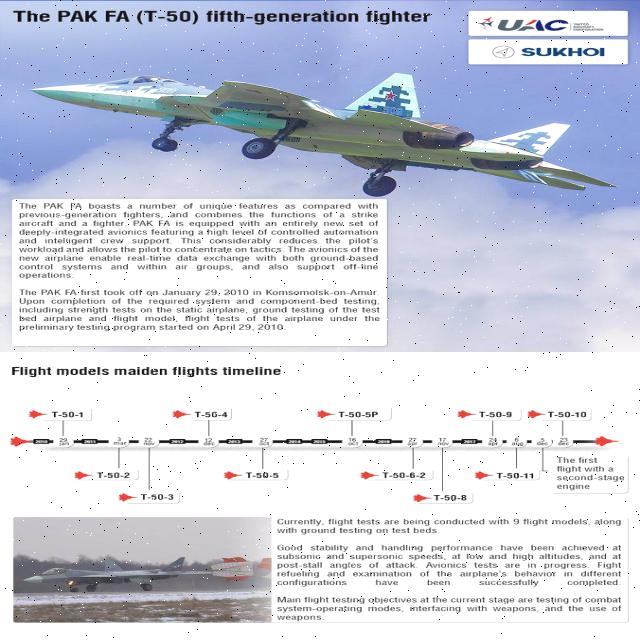 The PAK FA (T-50) fifth-generation fighter
UAC UNITED AIRCRAFT CORPORATION
SUKHOI
The PAK FA boasts a number of unique features as compared with
previous-generation fighters, and combines the functions of a strike
aircraft and a fighter. PAK FA is equipped with an entirely new set of
deeply-integrated avionics featuring a high level of controlled automation
and intelligent crew support. This considerably reduces the pilot's
workload and allows the pilot to concentrate on tactics. The avionics of the
new airplane enable real-time data exchange with both ground-based
control systems and within air groups, and also support off-line
operations.
The PAK FA first took off on January 29, 2010 in Komsomolsk-on-Amur.
Upon completion of the required system and component-bed testing,
including strength tests on the static airplane, ground testing of the test
bed airplane and flight model, flight tests of the airplane under the
preliminary testing program started on April 29, 2010.
Flight models maiden flights timeline
T-50-1 T-50-4 T-50-5P T-50-9 T-50-10
2010 29 jan 2011 3 mar 22 nov 2012 12 dec 2013 27 oct 2014 2015 16 oct 2016 27 apr 17 nov 2017 24 apr 6 aug 5 dec 23 dec
T-50-2 T-50-5 T-50-6-2 T-50-11
T-50-3 T-50-8
The first
flight with a
second-stage
engine
Currently, flight tests are being conducted with 9 flight models, along
with ground testing on test beds.
Good stability and handling performance have been achieved at
subsonic and supersonic speeds, at low and high altitudes, and at
post-stall angles of attack. Avionics tests are in progress. Flight
refueling and examination of the airplane's behavior in different
configurations have been successfully completed.
Main flight testing objectives at the current stage are testing of combat
system-operating modes, interfacing with weapons, and the use of
weapons.